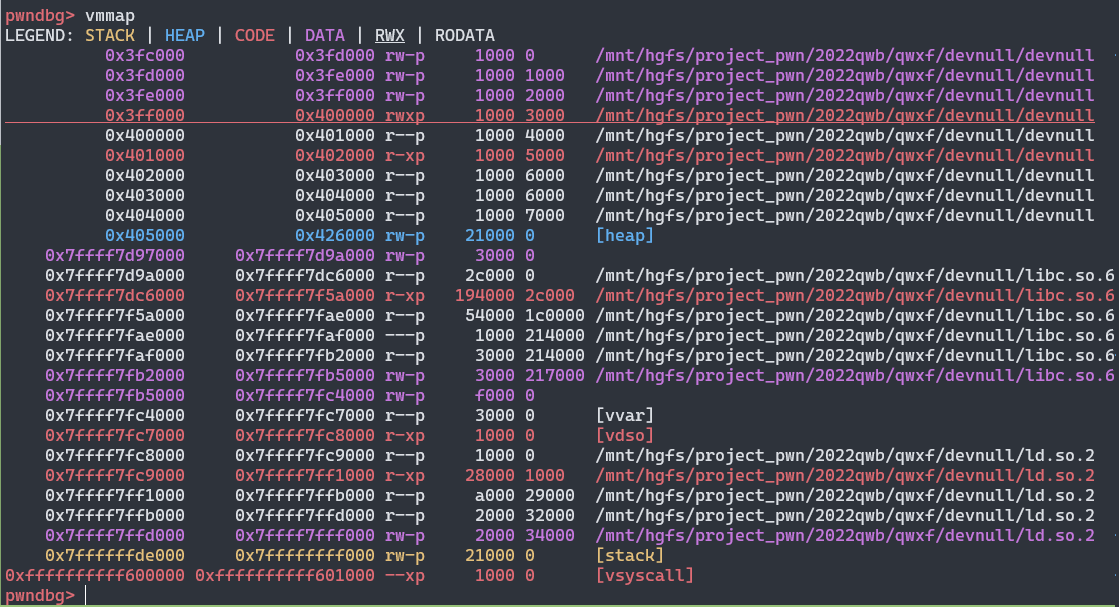 pwndbg> vmmap
LEGEND: STACK | HEAP | CODE | DATA | RWX | RODATA
0x3fc000 0x3fd000 rw-p 1000 0 /mnt/hgfs/project_pwn/2022qwb/qwxf/devnull/devnull
0x3fd000 0x3fe000 rw-p 1000 1000 /mnt/hgfs/project_pwn/2022qwb/qwxf/devnull/devnull
0x3fe000 0x3ff000 rw-p 1000 2000 /mnt/hgfs/project_pwn/2022qwb/qwxf/devnull/devnull
0x3ff000 0x400000 rwxp 1000 3000 /mnt/hgfs/project_pwn/2022qwb/qwxf/devnull/devnull
0x400000 0x401000 r--p 1000 4000 /mnt/hgfs/project_pwn/2022qwb/qwxf/devnull/devnull
0x401000 0x402000 r-xp 1000 5000 /mnt/hgfs/project_pwn/2022qwb/qwxf/devnull/devnull
0x402000 0x403000 r--p 1000 6000 /mnt/hgfs/project_pwn/2022qwb/qwxf/devnull/devnull
0x403000 0x404000 r--p 1000 6000 /mnt/hgfs/project_pwn/2022qwb/qwxf/devnull/devnull
0x404000 0x405000 r--p 1000 7000 /mnt/hgfs/project_pwn/2022qwb/qwxf/devnull/devnull
0x405000 0x426000 rw-p 21000 0 [heap]
0x7ffff7d97000 0x7ffff7d9a000 rw-p 3000 0
0x7ffff7d9a000 0x7ffff7dc6000 r--p 2c000 0 /mnt/hgfs/project_pwn/2022qwb/qwxf/devnull/libc.so.6
0x7ffff7dc6000 0x7ffff7f5a000 r-xp 194000 2c000 /mnt/hgfs/project_pwn/2022qwb/qwxf/devnull/libc.so.6
0x7ffff7f5a000 0x7ffff7fae000 r--p 54000 1c0000 /mnt/hgfs/project_pwn/2022qwb/qwxf/devnull/libc.so.6
0x7ffff7fae000 0x7ffff7faf000 ---p 1000 214000 /mnt/hgfs/project_pwn/2022qwb/qwxf/devnull/libc.so.6
0x7ffff7faf000 0x7ffff7fb2000 r--p 3000 214000 /mnt/hgfs/project_pwn/2022qwb/qwxf/devnull/libc.so.6
0x7ffff7fb2000 0x7ffff7fb5000 rw-p 3000 217000 /mnt/hgfs/project_pwn/2022qwb/qwxf/devnull/libc.so.6
0x7ffff7fb5000 0x7ffff7fc4000 rw-p f000 0
0x7ffff7fc4000 0x7ffff7fc7000 r--p 3000 0 [vvar]
0x7ffff7fc7000 0x7ffff7fc8000 r-xp 1000 0 [vdso]
0x7ffff7fc8000 0x7ffff7fc9000 r--p 1000 0 /mnt/hgfs/project_pwn/2022qwb/qwxf/devnull/ld.so.2
0x7ffff7fc9000 0x7ffff7ff1000 r-xp 28000 1000 /mnt/hgfs/project_pwn/2022qwb/qwxf/devnull/ld.so.2
0x7ffff7ff1000 0x7ffff7ffb000 r--p a000 29000 /mnt/hgfs/project_pwn/2022qwb/qwxf/devnull/ld.so.2
0x7ffff7ffb000 0x7ffff7ffd000 r--p 2000 32000 /mnt/hgfs/project_pwn/2022qwb/qwxf/devnull/ld.so.2
0x7ffff7ffd000 0x7ffff7fff000 rw-p 2000 34000 /mnt/hgfs/project_pwn/2022qwb/qwxf/devnull/ld.so.2
0x7ffffffde000 0x7ffffffff000 rw-p 21000 0 [stack]
0xffffffffff600000 0xffffffffff601000 --xp 1000 0 [vsyscall]
pwndbg>